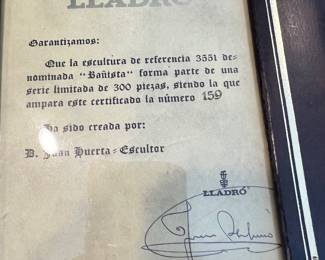 LLADRÓ
Garantizamos:
Que la escultura de referencia 3551 de-
nominada "Bañista" forma parte de una
serie limitada de 300 piezas, siendo la que
ampara este certificado la número 159
Ha sido creada por:
D. Juan Huerta - Escultor
LLADRÓ